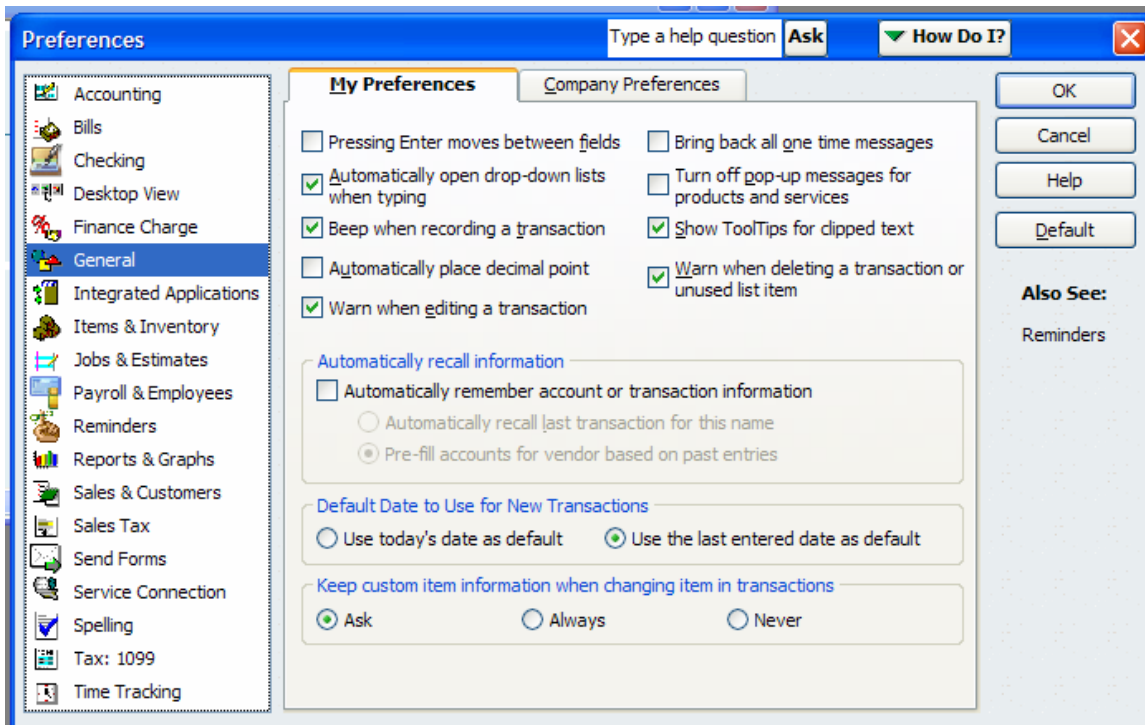 Preferences
Type a help question Ask
How Do I?
Accounting
Bills
Checking
Desktop View
Finance Charge
General
Integrated Applications
Items & Inventory
Jobs & Estimates
Payroll & Employees
Reminders
Reports & Graphs
Sales & Customers
Sales Tax
Send Forms
Service Connection
Spelling
Tax: 1099
Time Tracking
My Preferences
Company Preferences
Pressing Enter moves between fields
Automatically open drop-down lists
when typing
Beep when recording a transaction
Automatically place decimal point
Warn when editing a transaction
Bring back all one time messages
Turn off pop-up messages for
products and services
Show ToolTips for clipped text
Warn when deleting a transaction or
unused list item
Automatically recall information
Automatically remember account or transaction information
Automatically recall last transaction for this name
Pre-fill accounts for vendor based on past entries
Default Date to Use for New Transactions
Use today's date as default
Use the last entered date as default
Keep custom item information when changing item in transactions
Ask
Always
Never
OK
Cancel
Help
Default
Also See:
Reminders